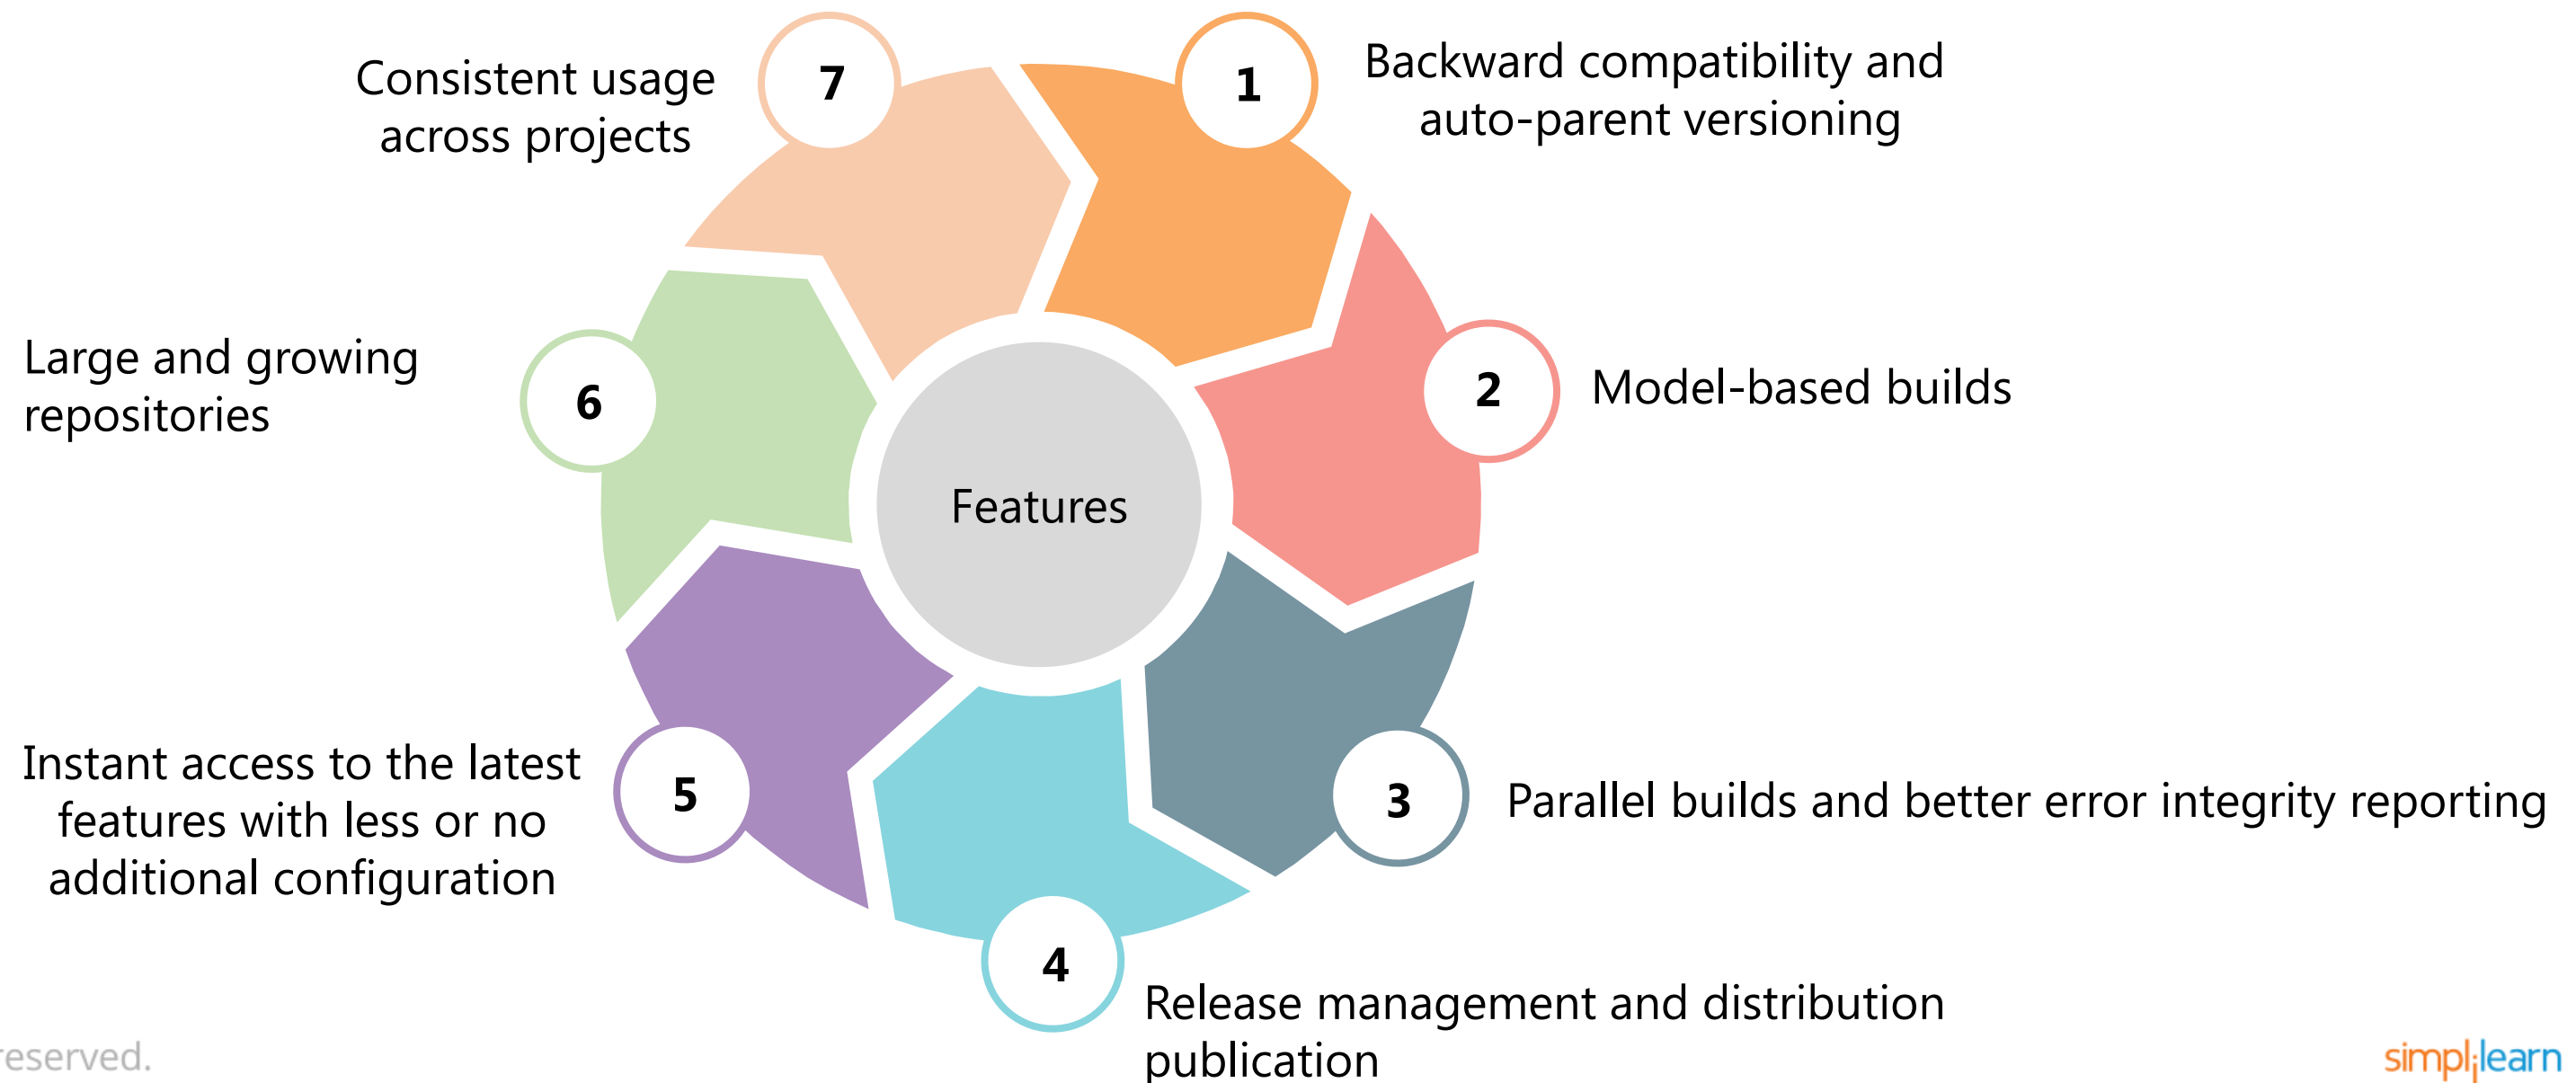 7
Consistent usage
across projects
1
Backward compatibility and
auto-parent versioning
6
Large and growing
repositories
2
Model-based builds
Features
5
Instant access to the latest
features with less or no
additional configuration
3
Parallel builds and better error integrity reporting
4
Release management and distribution
publication
reserved.
simplilearn